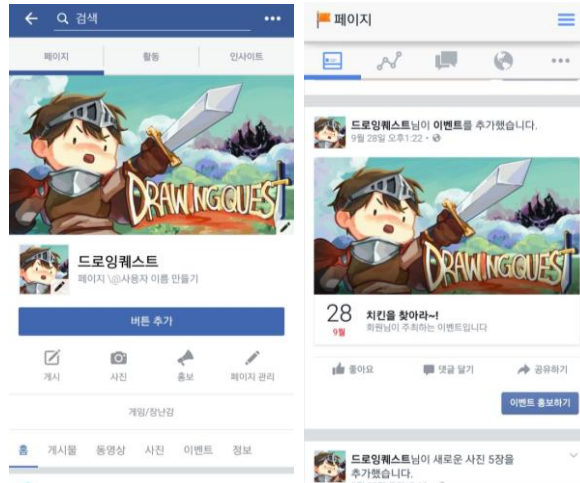 검색
페이지
활동
인사이트
DRAWINGQUEST
드로잉퀘스트
페이지 \@사용자 이름 만들기
버튼 추가
게시
사진
홍보
페이지 관리
게임/장난감
홈 게시물 동영상 사진 이벤트 정보
페이지
드로잉퀘스트님이 이벤트를 추가했습니다.
9월 28일 오후1:22 •
DRAWINGQUEST
28
9월
치킨을 찾아라~!
회원님이 주최하는 이벤트입니다
좋아요
댓글 달기
공유하기
이벤트 홍보하기
드로잉퀘스트님이 새로운 사진 5장을
추가했습니다.